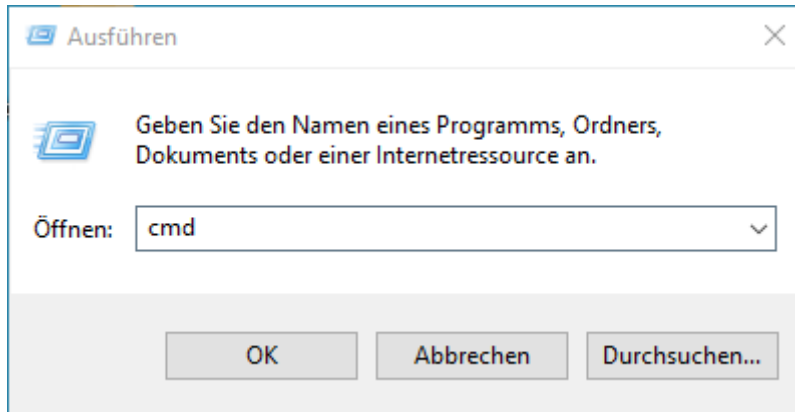 Ausführen
Geben Sie den Namen eines Programms, Ordners,
Dokuments oder einer Internetressource an.
Öffnen: cmd
OK Abbrechen Durchsuchen...